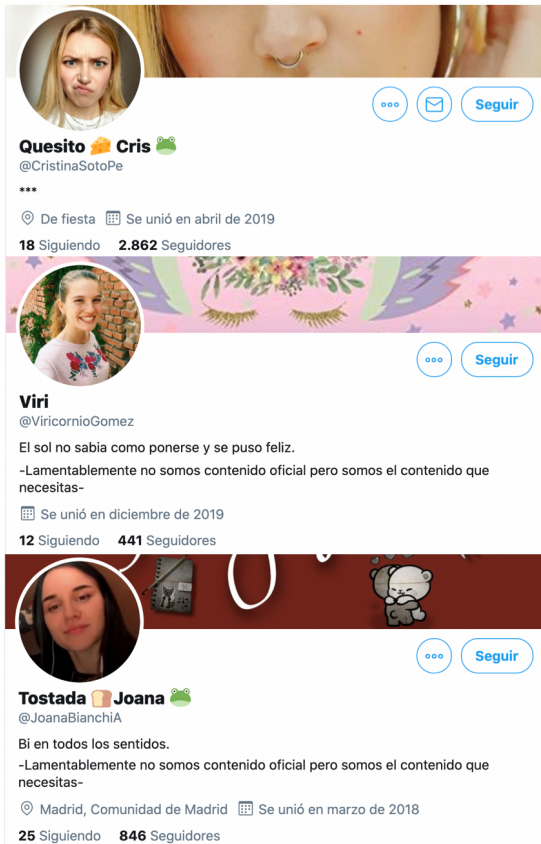 Seguir
Quesito 🧀 Cris 🐸
@CristinaSotoPe
***
De fiesta Se unió en abril de 2019
18 Siguiendo 2.862 Seguidores
Seguir
Viri
@ViricornioGomez
El sol no sabia como ponerse y se puso feliz.
-Lamentablemente no somos contenido oficial pero somos el contenido que
necesitas-
Se unió en diciembre de 2019
12 Siguiendo 441 Seguidores
Seguir
Tostada 🍞Joana 🐸
@JoanaBianchiA
Bi en todos los sentidos.
-Lamentablemente no somos contenido oficial pero somos el contenido que
necesitas-
Madrid, Comunidad de Madrid Se unió en marzo de 2018
25 Siguiendo 846 Seguidores